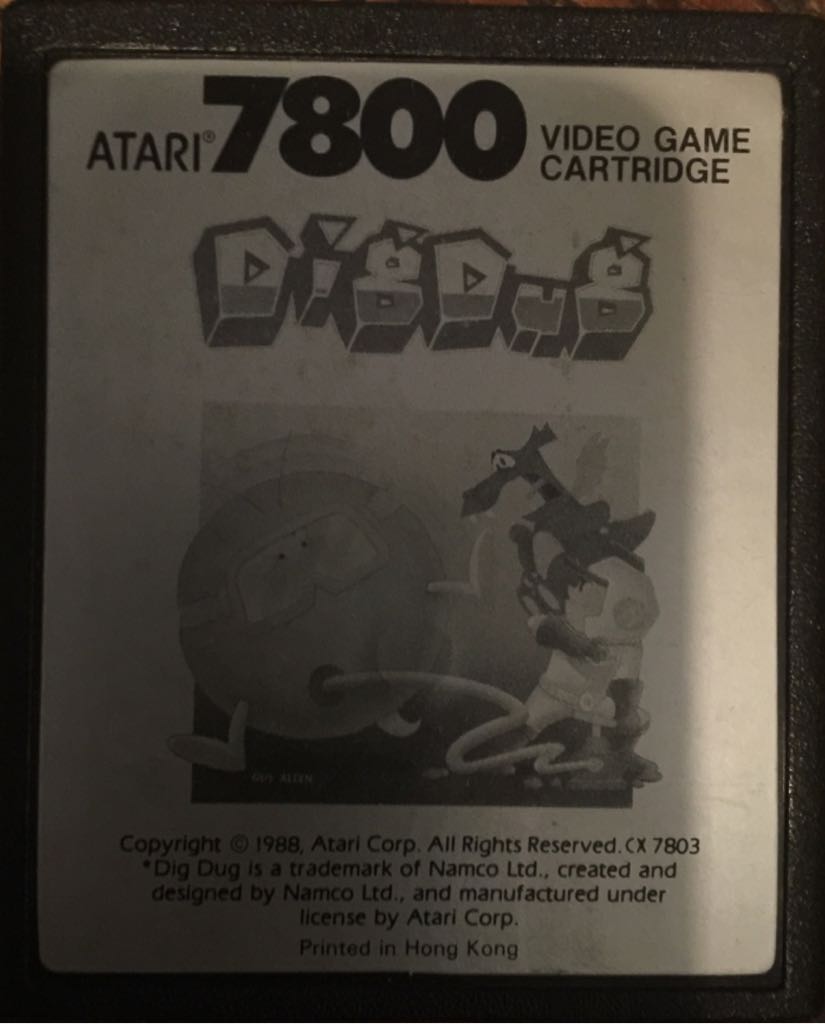 ATARI® 7800 VIDEO GAME
CARTRIDGE
DigDug
GUY ALLEN
Copyright © 1988, Atari Corp. All Rights Reserved. CX 7803
*Dig Dug is a trademark of Namco Ltd., created and
designed by Namco Ltd., and manufactured under
license by Atari Corp.
Printed in Hong Kong